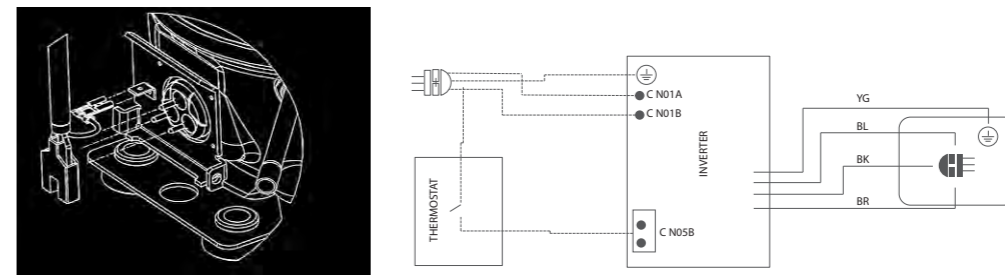 C N01A
C N01B
INVERTER
THERMOSTAT
C N05B
YG
BL
BK
BR